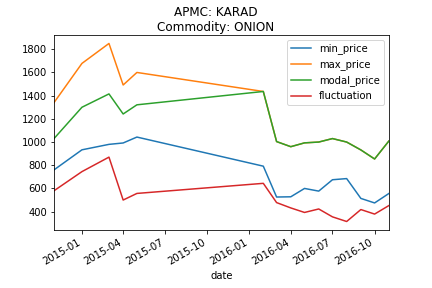 APMC: KARAD
Commodity: ONION
min_price
max_price
modal_price
fluctuation
1800
1600
1400
1200
1000
800
600
400
2015-01
2015-04
2015-07
2015-10
2016-01
2016-04
2016-07
2016-10
date